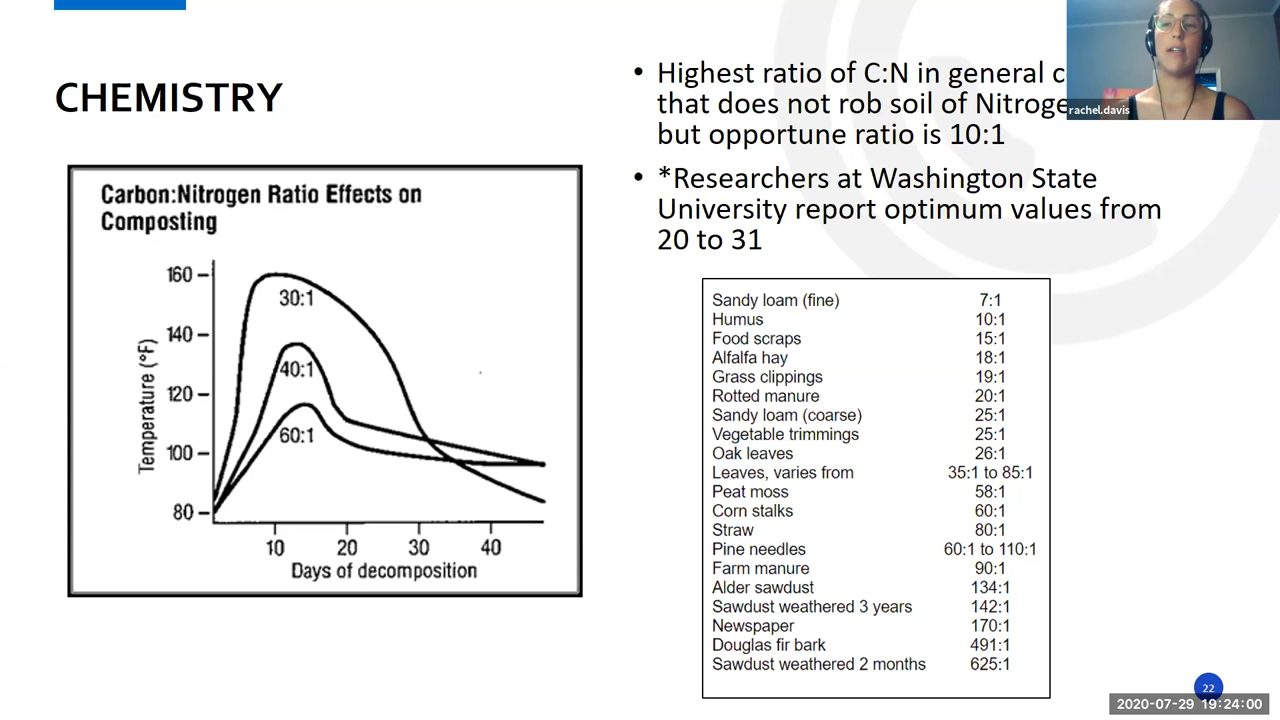 CHEMISTRY
Carbon:Nitrogen Ratio Effects on
Composting
160
140
120
100
80
Temperature (°F)
30:1
40:1
60:1
10 20 30 40
Days of decomposition
• Highest ratio of C:N in general
that does not rob soil of
but opportune ratio is 10:1
• *Researchers at Washington State
University report optimum values from
20 to 31
Sandy loam (fine) 7:1
Humus 10:1
Food scraps 15:1
Alfalfa hay 18:1
Grass clippings 19:1
Rotted manure 20:1
Sandy loam (coarse) 25:1
Vegetable trimmings 25:1
Oak leaves 26:1
Leaves, varies from 35:1 to 85:1
Peat moss 58:1
Corn stalks 60:1
Straw 80:1
Pine needles 60:1 to 110:1
Farm manure 90:1
Alder sawdust 134:1
Sawdust weathered 3 years 142:1
Newspaper 170:1
Douglas fir bark 491:1
Sawdust weathered 2 months 625:1
rachel.davis
22
2020-07-29 19:24:00